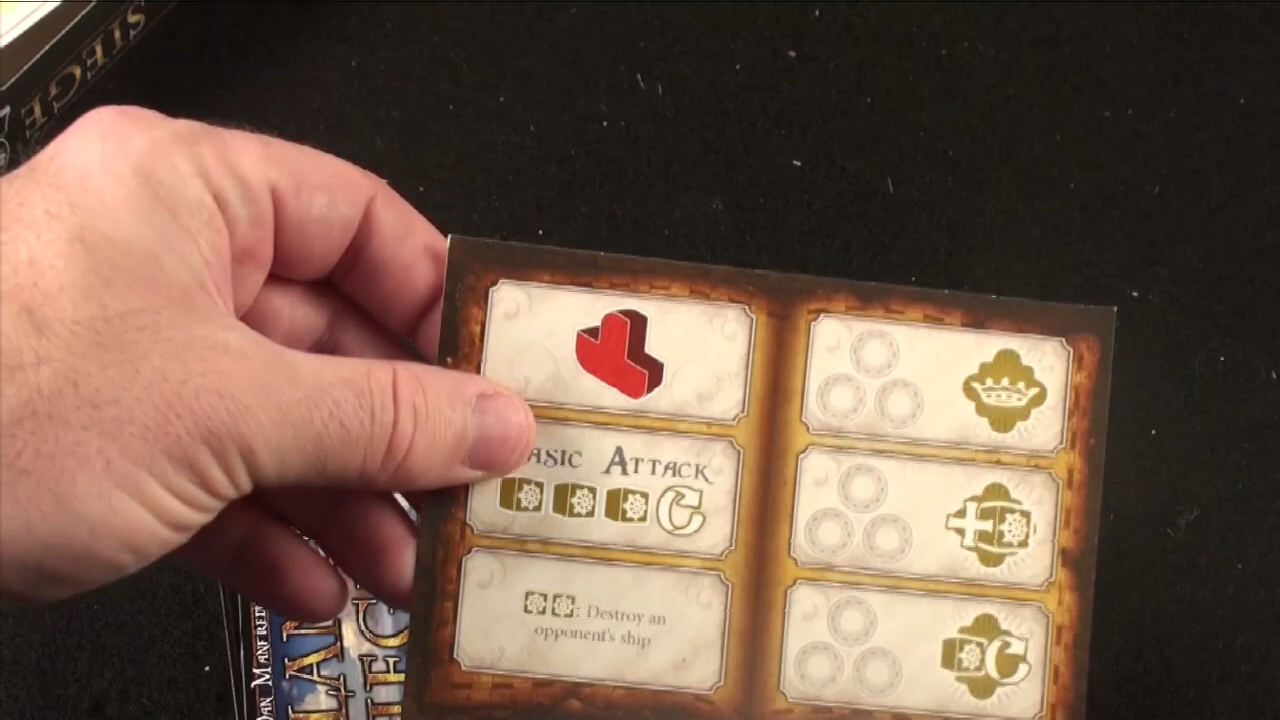 SIEGE
ASIC ATTACK
: Destroy an
opponent's ship
DAN MANFREDI